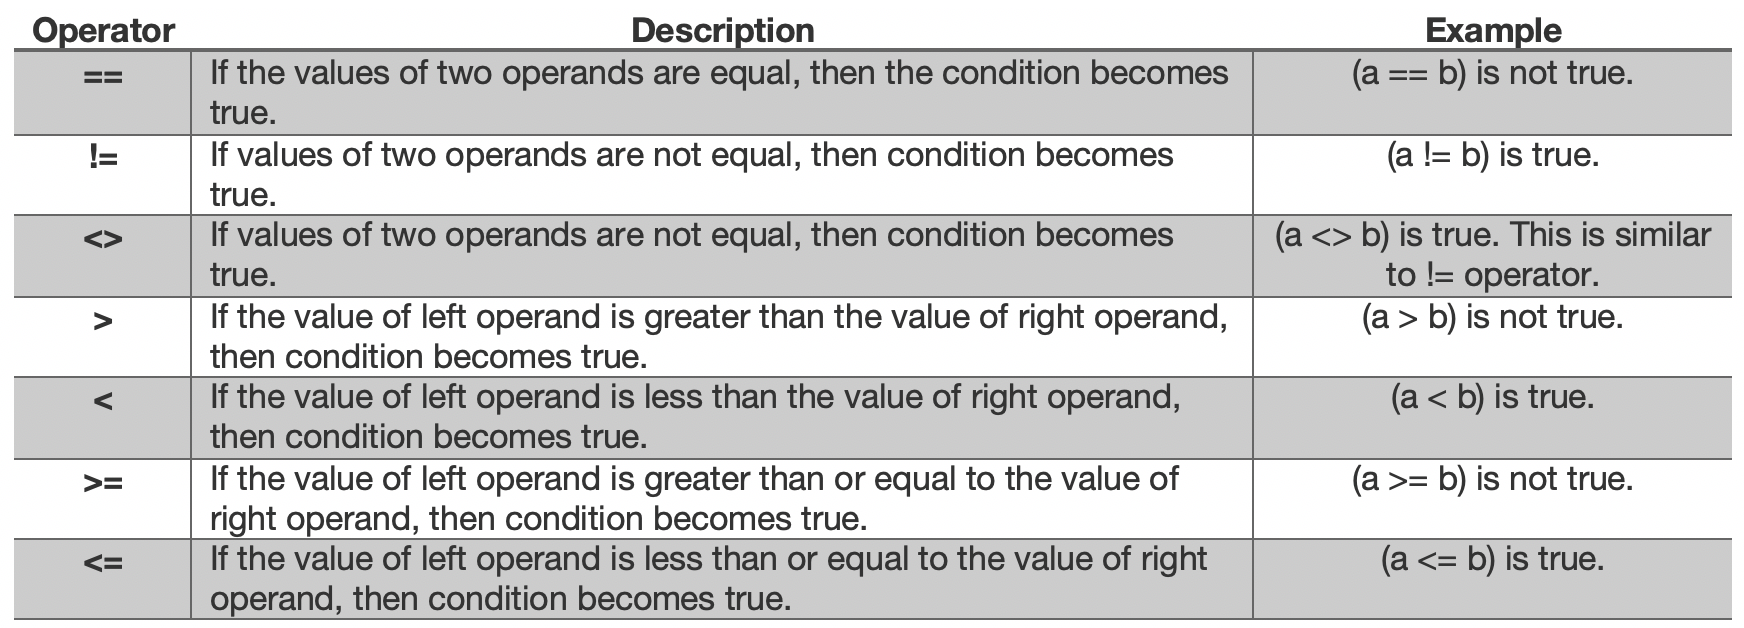 Operator Description Example
== If the values of two operands are equal, then the condition becomes (a == b) is not true.
true.
!= If values of two operands are not equal, then condition becomes (a != b) is true.
true.
<> If values of two operands are not equal, then condition becomes (a <> b) is true. This is similar
true. to != operator.
> If the value of left operand is greater than the value of right operand, (a > b) is not true.
then condition becomes true.
< If the value of left operand is less than the value of right operand, (a < b) is true.
then condition becomes true.
>= If the value of left operand is greater than or equal to the value of (a >= b) is not true.
right operand, then condition becomes true.
<= If the value of left operand is less than or equal to the value of right (a <= b) is true.
operand, then condition becomes true.